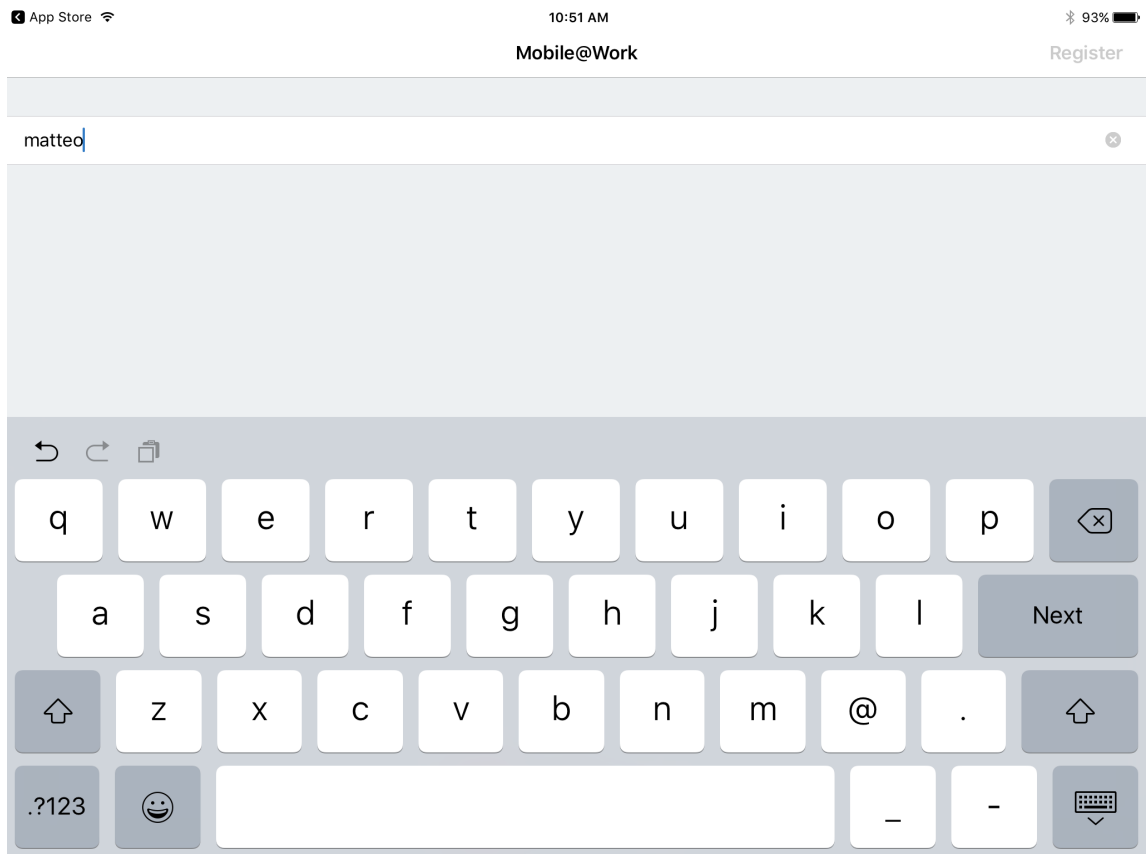 App Store 10:51 AM 93%
Mobile@Work Register
matteo
q w e r t y u i o p
a s d f g h j k l Next
z x c v b n m @ .
.?123 _ -